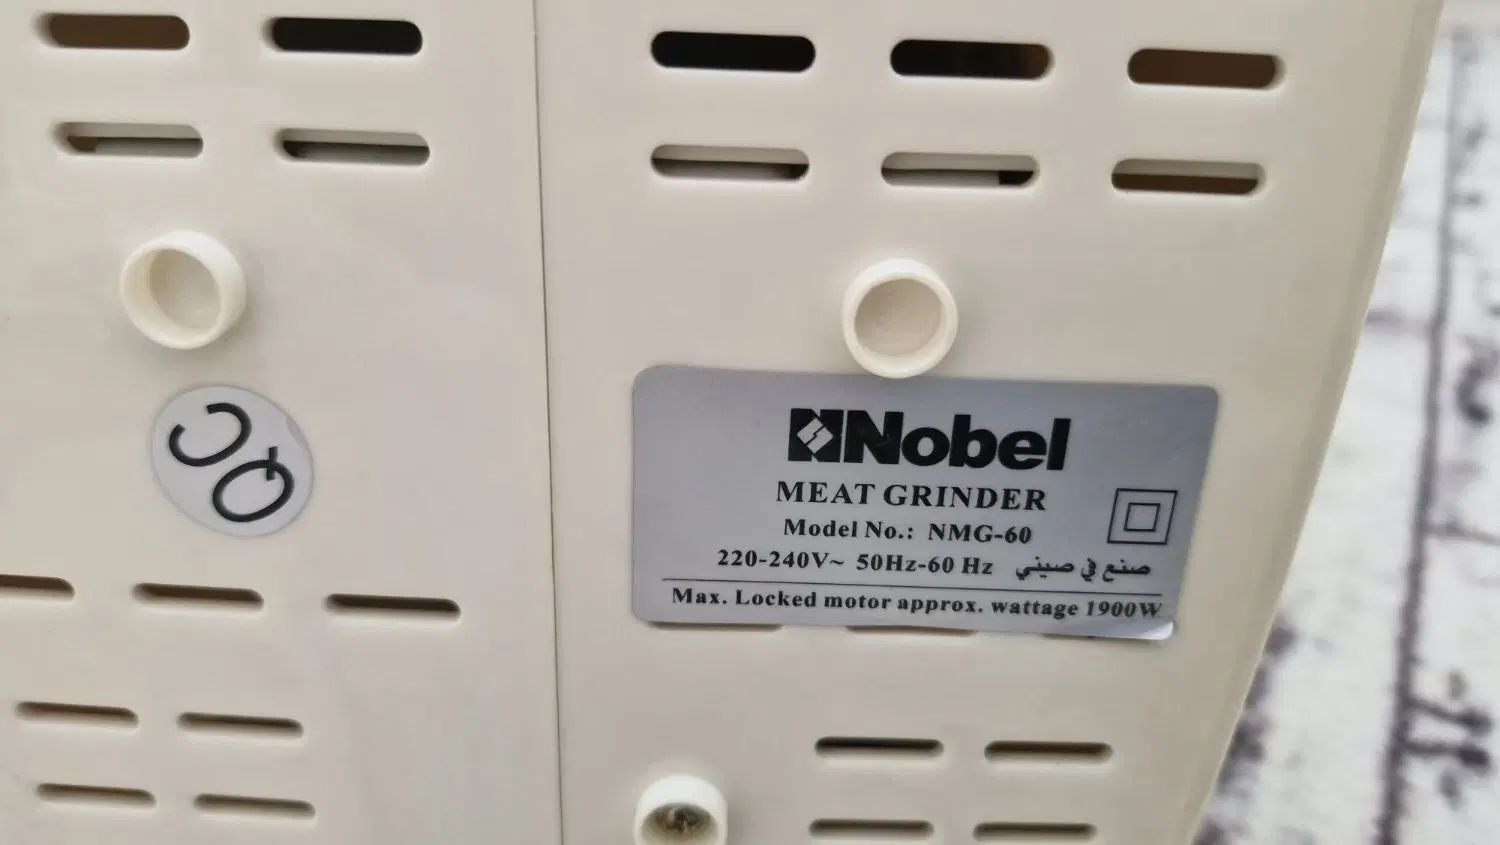 QC
Nobel
MEAT GRINDER
Model No.: NMG-60
220-240V~ 50Hz-60 Hz صنع في صيني
Max. Locked motor approx. wattage 1900W